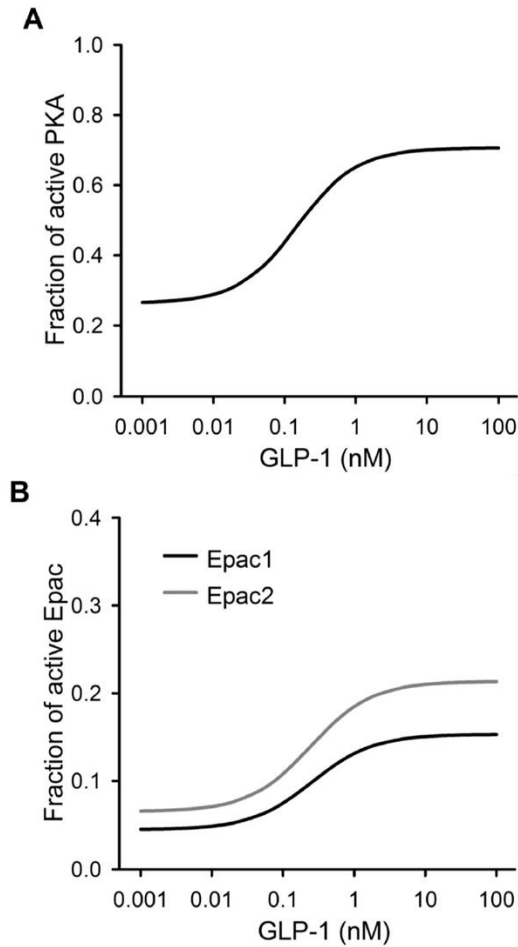 A
Fraction of active PKA
1.0
0.8
0.6
0.4
0.2
0.0
0.001 0.01 0.1 1 10 100
GLP-1 (nM)
B
Fraction of active Epac
0.4
0.3
0.2
0.1
0.0
Epac1
Epac2
0.001 0.01 0.1 1 10 100
GLP-1 (nM)